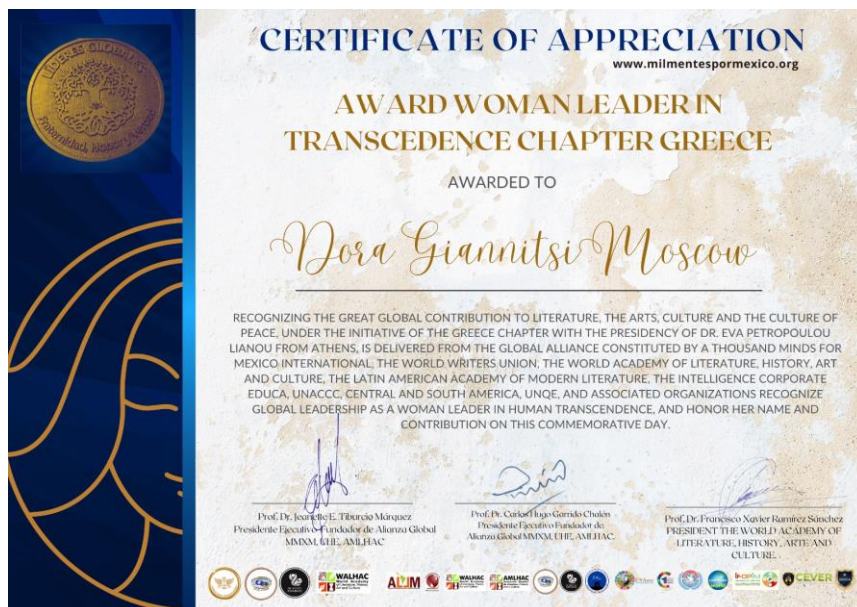 LÍDERES GLOBALES
Fraternidad, Honor y Amistad
CERTIFICATE OF APPRECIATION
www.milmentespormexico.org
AWARD WOMAN LEADER IN
TRANSCEDENCE CHAPTER GREECE
AWARDED TO
Dora Giannitsi Moscow
RECOGNIZING THE GREAT GLOBAL CONTRIBUTION TO LITERATURE, THE ARTS, CULTURE AND THE CULTURE OF
PEACE, UNDER THE INITIATIVE OF THE GREECE CHAPTER WITH THE PRESIDENCY OF DR. EVA PETROPOULOU
LIANOU FROM ATHENS, IS DELIVERED FROM THE GLOBAL ALLIANCE CONSTITUTED BY A THOUSAND MINDS FOR
MEXICO INTERNATIONAL, THE WORLD WRITERS UNION, THE WORLD ACADEMY OF LITERATURE, HISTORY, ART
AND CULTURE, THE LATIN AMERICAN ACADEMY OF MODERN LITERATURE, THE INTELLIGENCE CORPORATE
EDUCA, UNACCC, CENTRAL AND SOUTH AMERICA, UNQE, AND ASSOCIATED ORGANIZATIONS RECOGNIZE
GLOBAL LEADERSHIP AS A WOMAN LEADER IN HUMAN TRANSCENDENCE, AND HONOR HER NAME AND
CONTRIBUTION ON THIS COMMEMORATIVE DAY.
Prof. Dr. Jeanette E. Tiburcio Márquez
Presidente Ejecutivo Fundador de Alianza Global
MMXM, UHE, AMLHAC
Prof. Dr. Carlos Hugo Garrido Chalén
Presidente Ejecutivo Fundador de
Alianza Global MMXM, UHE, AMLHAC.
Prof. Dr. Francisco Xavier Ramírez Sánchez
PRESIDENT THE WORLD ACADEMY OF
LITERATURE, HISTORY, ARTE AND
CULTURE.
WALHAC
WALHAC
AMLHAC
CEVER